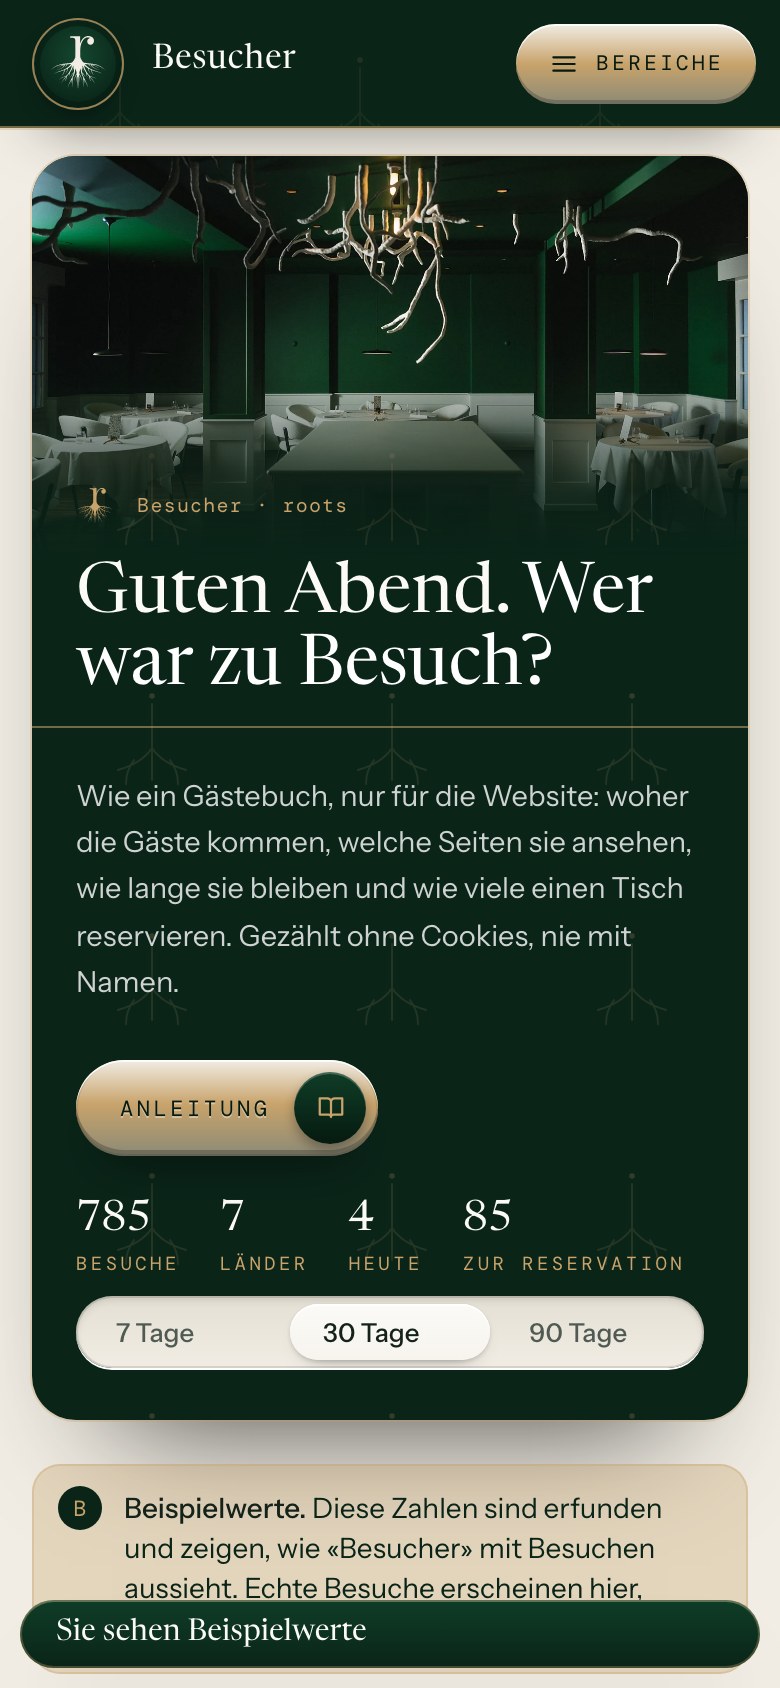 r
Besucher
BEREICHE
r
Besucher · roots
Guten Abend. Wer
war zu Besuch?
Wie ein Gästebuch, nur für die Website: woher
die Gäste kommen, welche Seiten sie ansehen,
wie lange sie bleiben und wie viele einen Tisch
reservieren. Gezählt ohne Cookies, nie mit
Namen.
ANLEITUNG
785 7 4 85
BESUCHE LÄNDER HEUTE ZUR RESERVATION
7 Tage 30 Tage 90 Tage
B
Beispielwerte. Diese Zahlen sind erfunden
und zeigen, wie «Besucher» mit Besuchen
aussieht. Echte Besuche erscheinen hier,
Sie sehen Beispielwerte